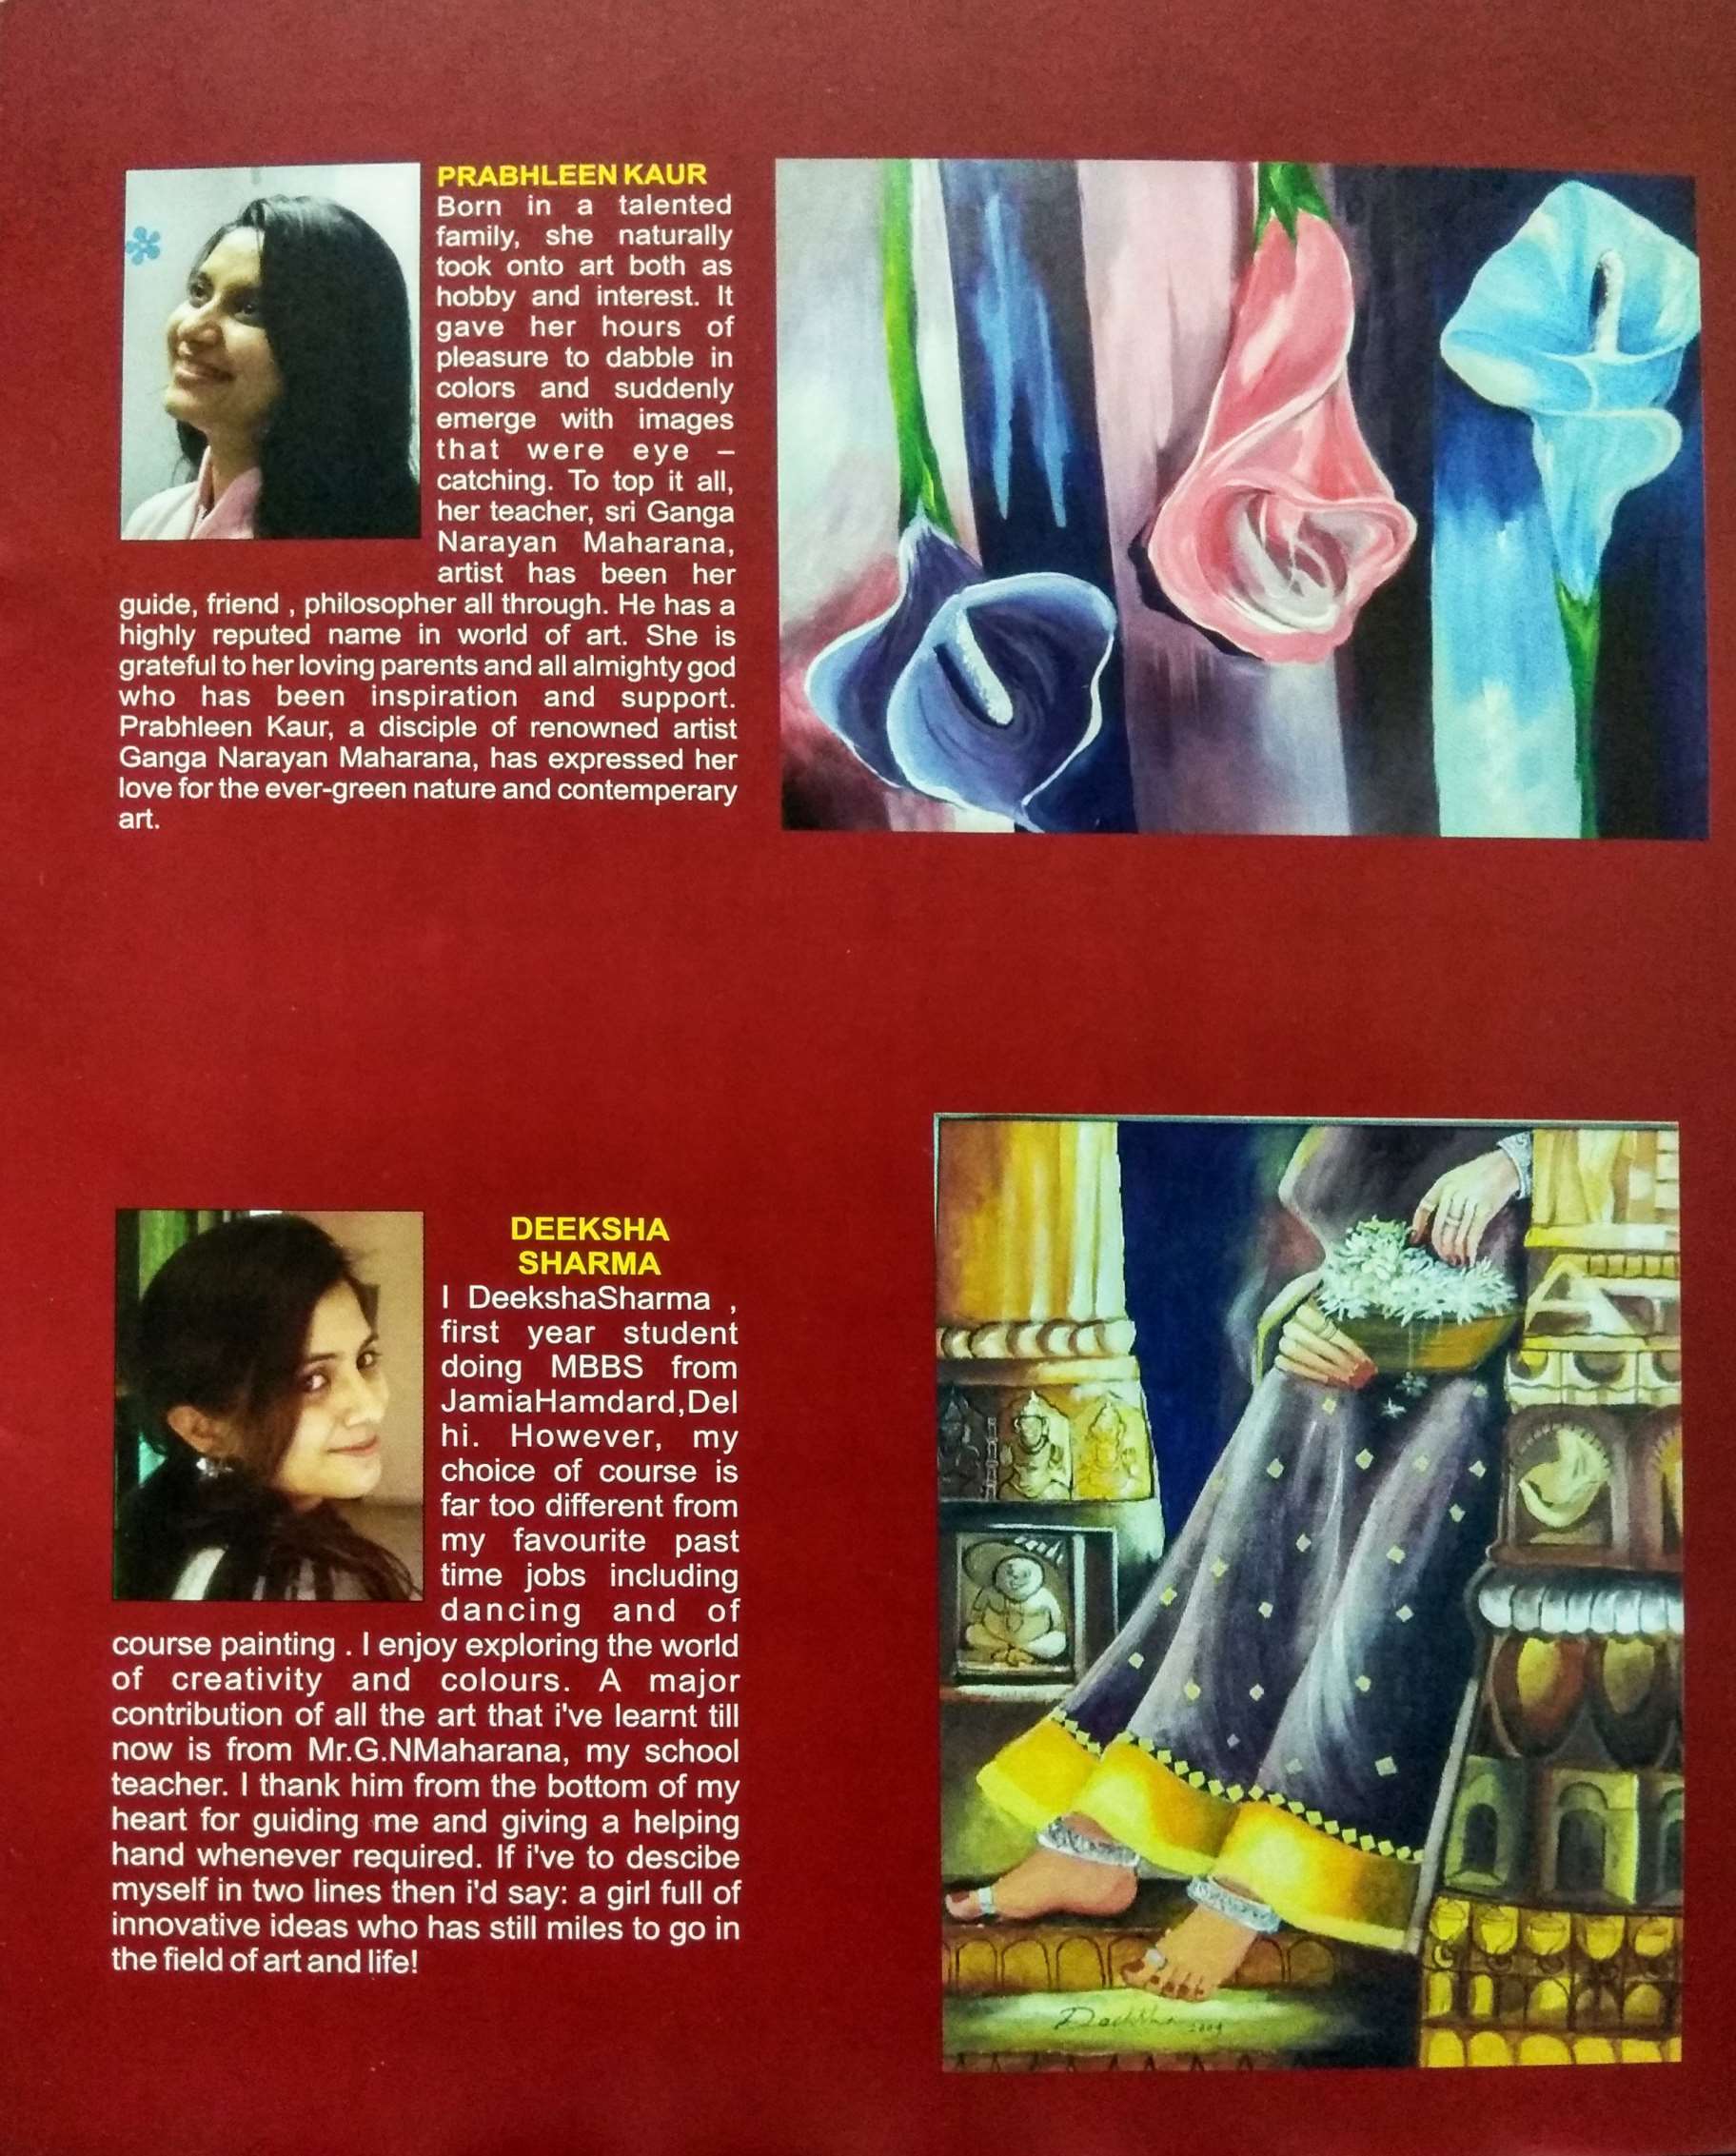 PRABHLEEN KAUR
Born in a talented
family, she naturally
took onto art both as
hobby and interest. It
gave her hours of
pleasure to dabble in
colors and suddenly
emerge with images
that were eye –
catching. To top it all,
her teacher, sri Ganga
Narayan Maharana,
artist has been her
guide, friend , philosopher all through. He has a
highly reputed name in world of art. She is
grateful to her loving parents and all almighty god
who has been inspiration and support.
Prabhleen Kaur, a disciple of renowned artist
Ganga Narayan Maharana, has expressed her
love for the ever-green nature and contemperary
art.
DEEKSHA
SHARMA
I DeekshaSharma ,
first year student
doing MBBS from
JamiaHamdard,Del
hi. However, my
choice of course is
far too different from
my favourite past
time jobs including
dancing and of
course painting . I enjoy exploring the world
of creativity and colours. A major
contribution of all the art that i've learnt till
now is from Mr.G.NMaharana, my school
teacher. I thank him from the bottom of my
heart for guiding me and giving a helping
hand whenever required. If i've to descibe
myself in two lines then i'd say: a girl full of
innovative ideas who has still miles to go in
the field of art and life!
Deeksha